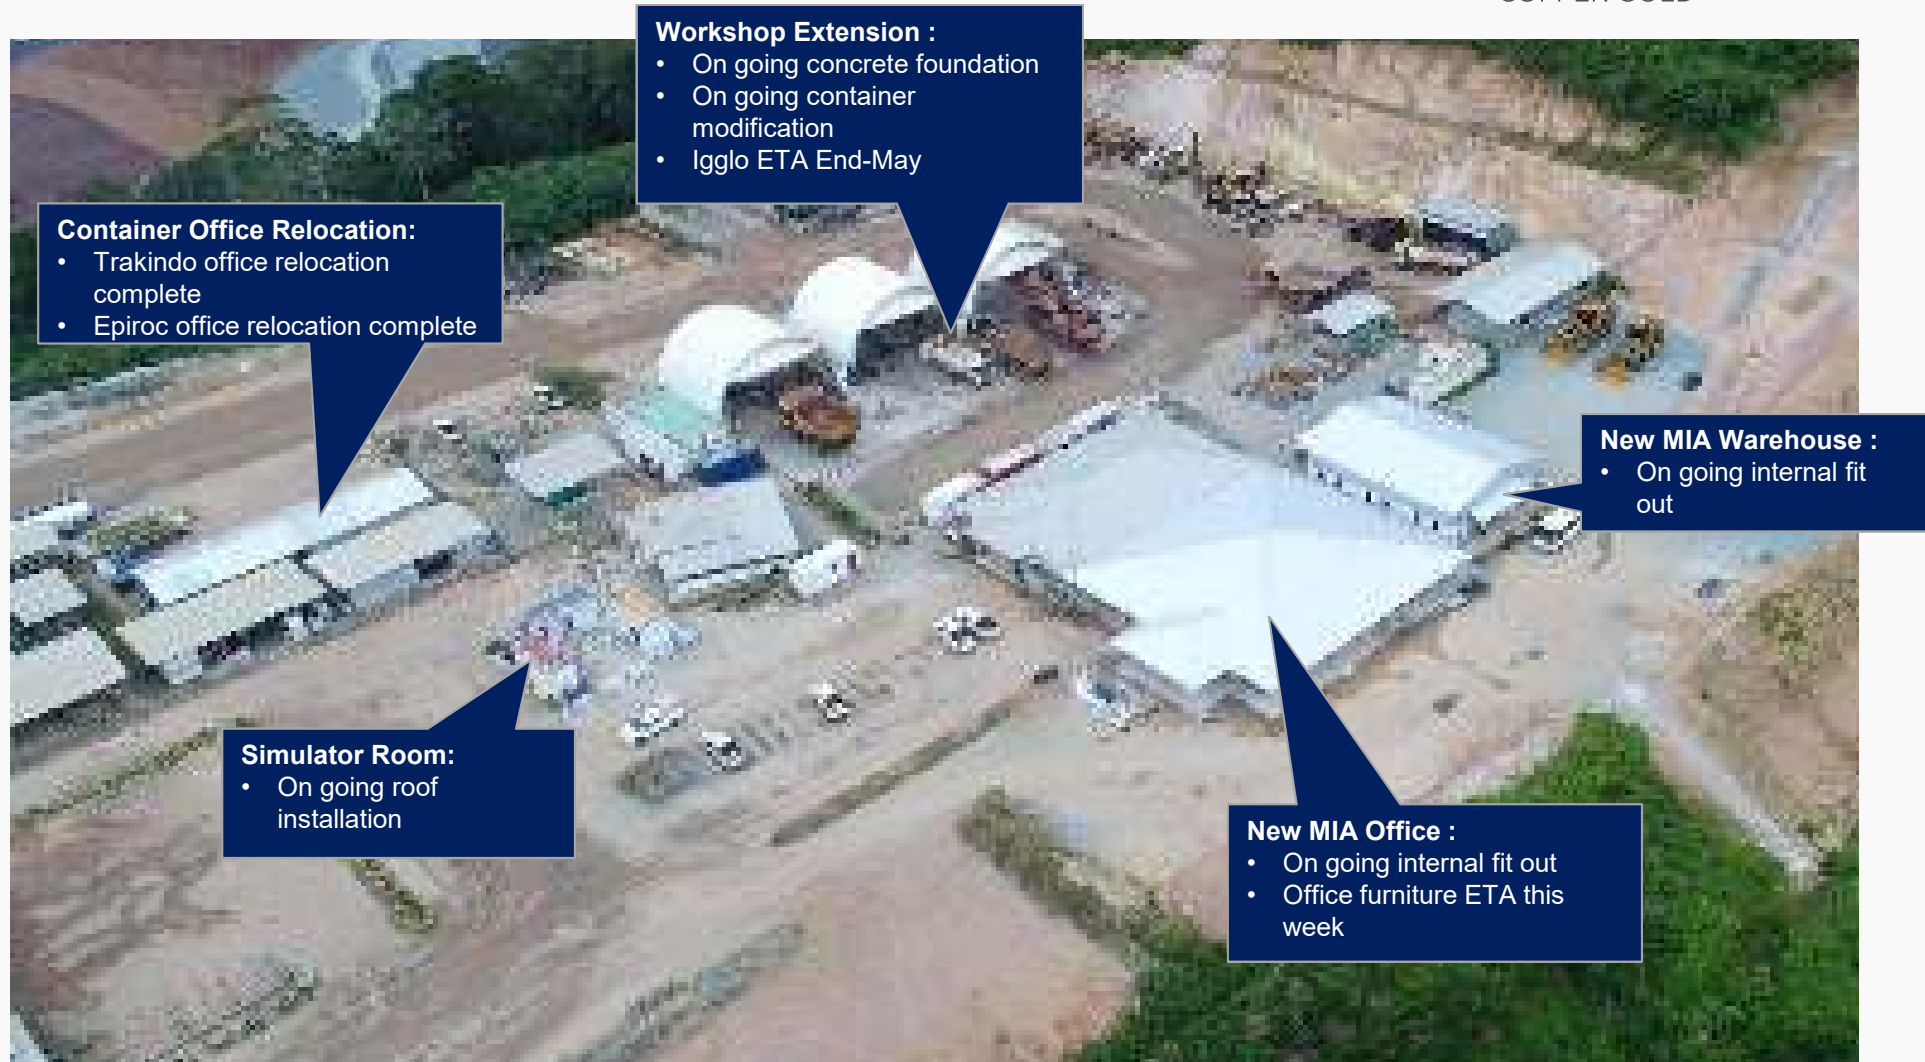 Workshop Extension :
• On going concrete foundation
• On going container
modification
• Igglo ETA End-May
Container Office Relocation:
• Trakindo office relocation
complete
• Epiroc office relocation complete
New MIA Warehouse :
• On going internal fit
out
Simulator Room:
• On going roof
installation
New MIA Office :
• On going internal fit out
• Office furniture ETA this
week